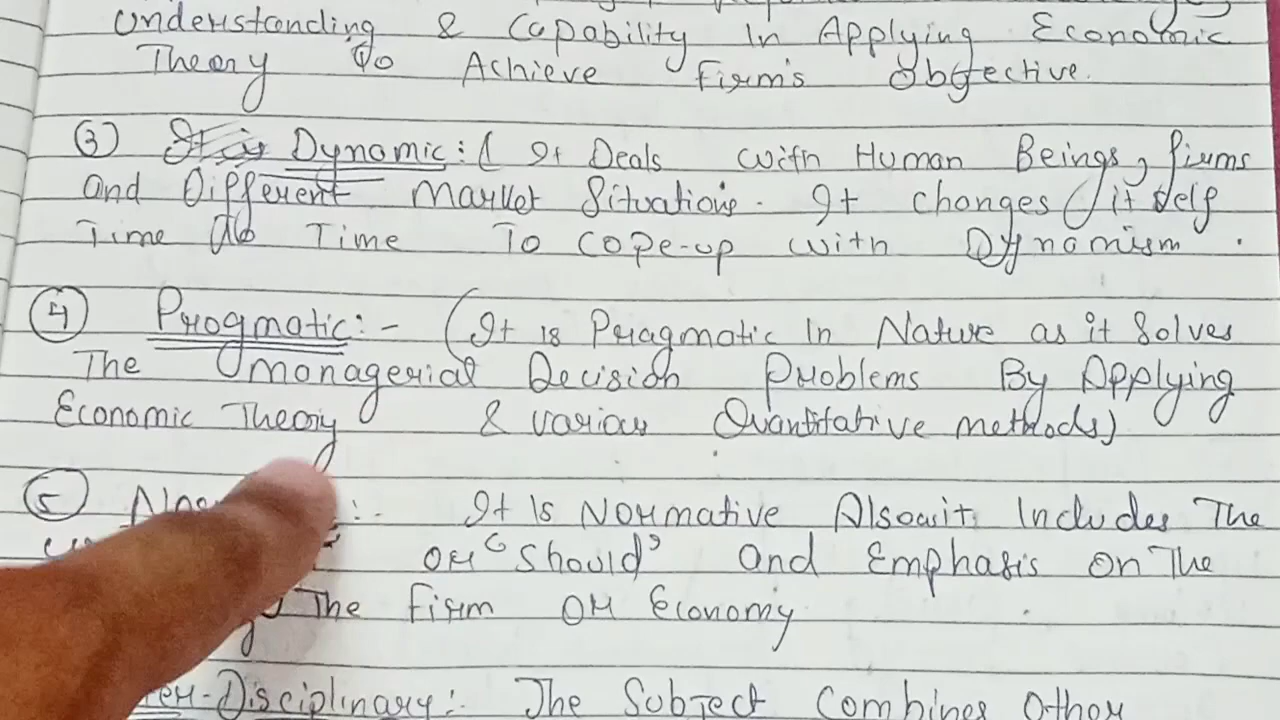 Understanding & Capability In Applying Economic
Theory To Achieve Firm's Objective.
③ It is Dynamic:( It Deals with Human Beings, firms
and Different Market Situations. It changes it self
Time to Time To cope-up with Dynamism.
④ Pragmatic:- (It is Pragmatic In Nature as it Solves
The managerial Decision Problems By Applying
Economic Theory & various Quantitative methods)
⑤ :- It Is Normative Also as it Includes The
or "Should" and Emphasis on The
The firm or Economy
-Disciplinary:- The Subject Combines Other